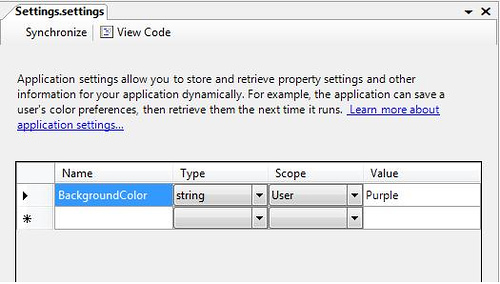 Settings.settings
Synchronize View Code
Application settings allow you to store and retrieve property settings and other
information for your application dynamically. For example, the application can save a
user's color preferences, then retrieve them the next time it runs. Learn more about
application settings...
Name Type Scope Value
BackgroundColor string User Purple